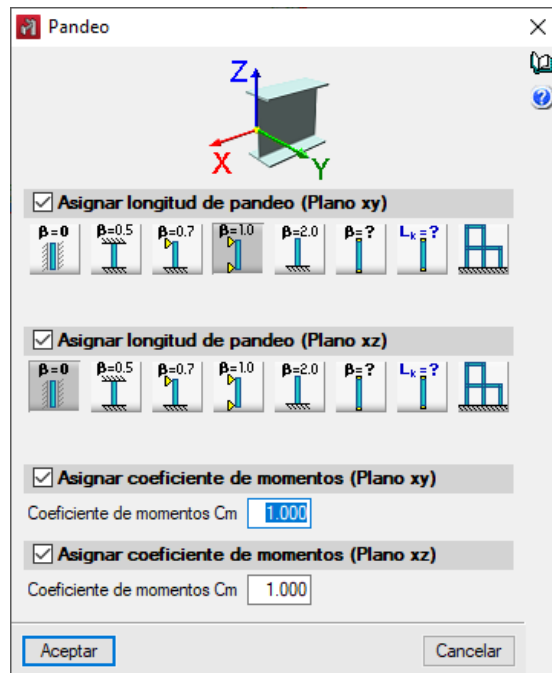 Pandeo
Z
X
Y
Asignar longitud de pandeo (Plano xy)
β=0 β=0.5 β=0.7 β=1.0 β=2.0 β=? Lk=?
Asignar longitud de pandeo (Plano xz)
β=0 β=0.5 β=0.7 β=1.0 β=2.0 β=? Lk=?
Asignar coeficiente de momentos (Plano xy)
Coeficiente de momentos Cm 1.000
Asignar coeficiente de momentos (Plano xz)
Coeficiente de momentos Cm 1.000
Aceptar Cancelar